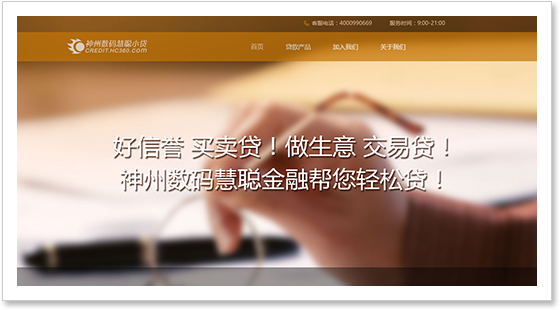 客服电话：4000990669 服务时间：9:00-21:00
神州数码慧聪小贷
CREDIT.HC360.com
首页 贷款产品 加入我们 关于我们
好信誉 买卖贷！做生意 交易贷！
神州数码慧聪金融帮您轻松贷！